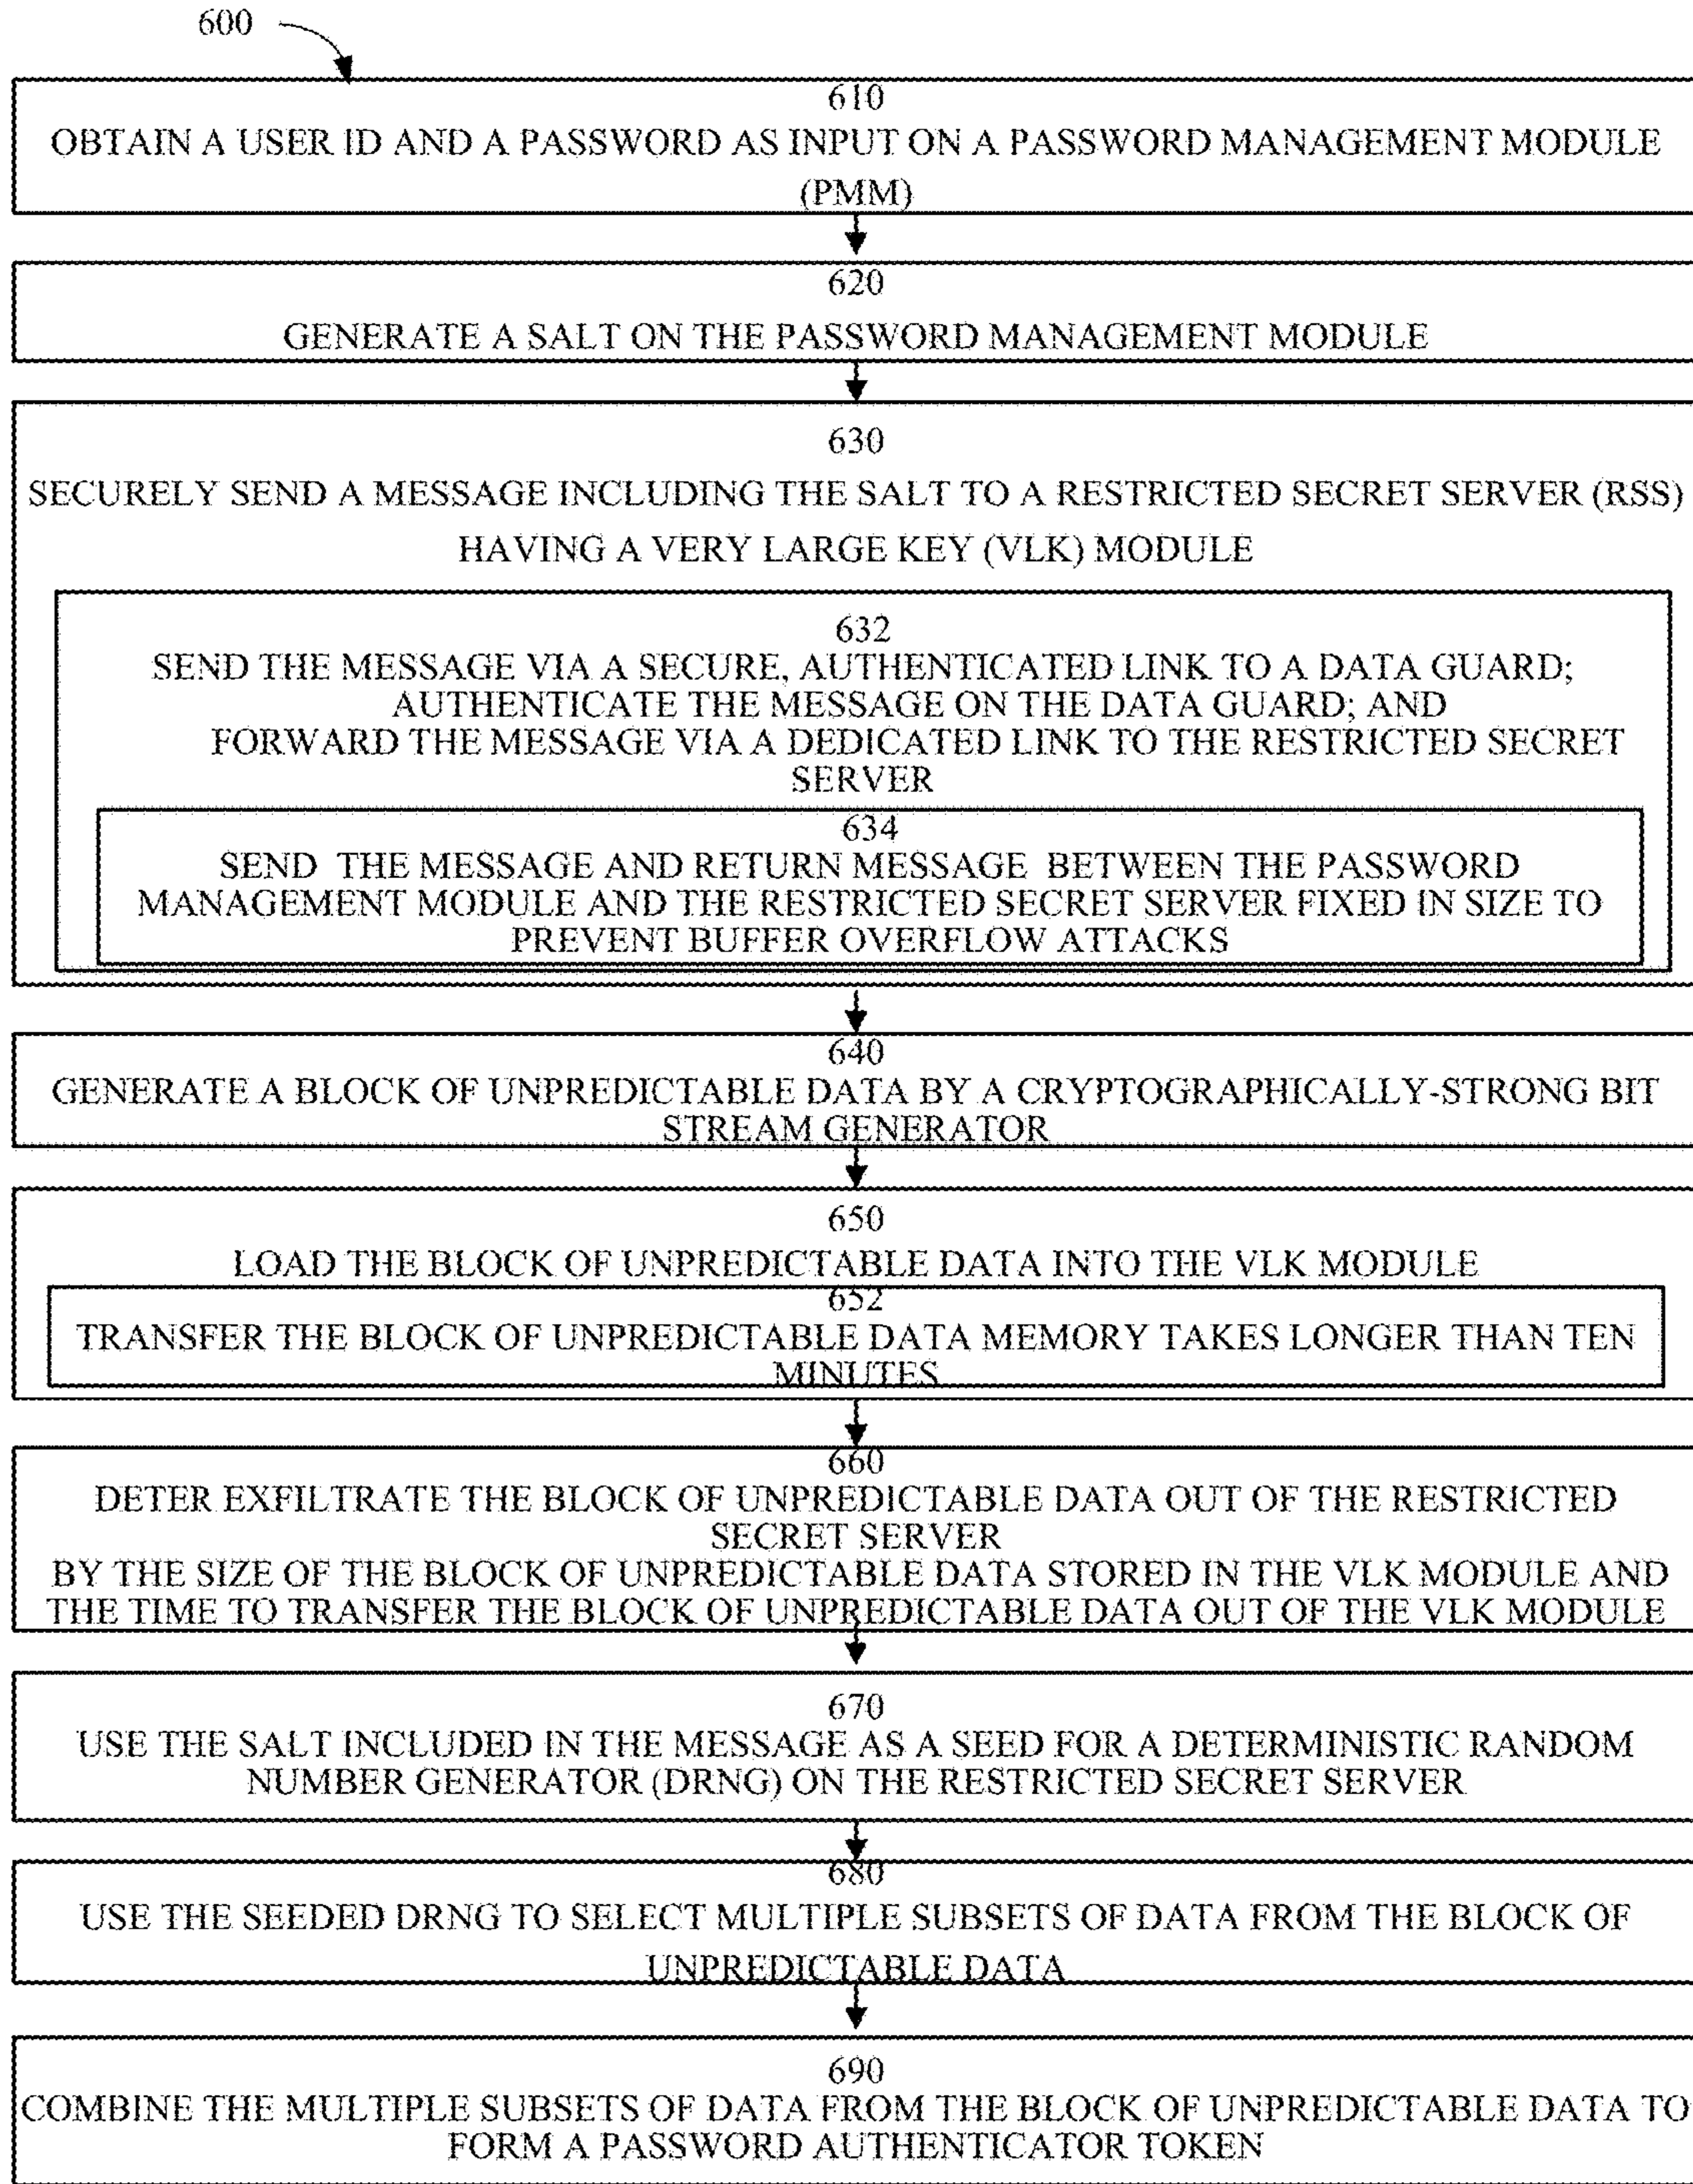 600
610
OBTAIN A USER ID AND A PASSWORD AS INPUT ON A PASSWORD MANAGEMENT MODULE
(PMM)
620
GENERATE A SALT ON THE PASSWORD MANAGEMENT MODULE
630
SECURELY SEND A MESSAGE INCLUDING THE SALT TO A RESTRICTED SECRET SERVER (RSS)
HAVING A VERY LARGE KEY (VLK) MODULE
632
SEND THE MESSAGE VIA A SECURE, AUTHENTICATED LINK TO A DATA GUARD;
AUTHENTICATE THE MESSAGE ON THE DATA GUARD; AND
FORWARD THE MESSAGE VIA A DEDICATED LINK TO THE RESTRICTED SECRET
SERVER
634
SEND THE MESSAGE AND RETURN MESSAGE BETWEEN THE PASSWORD
MANAGEMENT MODULE AND THE RESTRICTED SECRET SERVER FIXED IN SIZE TO
PREVENT BUFFER OVERFLOW ATTACKS
640
GENERATE A BLOCK OF UNPREDICTABLE DATA BY A CRYPTOGRAPHICALLY-STRONG BIT
STREAM GENERATOR
650
LOAD THE BLOCK OF UNPREDICTABLE DATA INTO THE VLK MODULE
652
TRANSFER THE BLOCK OF UNPREDICTABLE DATA MEMORY TAKES LONGER THAN TEN
MINUTES
660
DETER EXFILTRATE THE BLOCK OF UNPREDICTABLE DATA OUT OF THE RESTRICTED
SECRET SERVER
BY THE SIZE OF THE BLOCK OF UNPREDICTABLE DATA STORED IN THE VLK MODULE AND
THE TIME TO TRANSFER THE BLOCK OF UNPREDICTABLE DATA OUT OF THE VLK MODULE
670
USE THE SALT INCLUDED IN THE MESSAGE AS A SEED FOR A DETERMINISTIC RANDOM
NUMBER GENERATOR (DRNG) ON THE RESTRICTED SECRET SERVER
680
USE THE SEEDED DRNG TO SELECT MULTIPLE SUBSETS OF DATA FROM THE BLOCK OF
UNPREDICTABLE DATA
690
COMBINE THE MULTIPLE SUBSETS OF DATA FROM THE BLOCK OF UNPREDICTABLE DATA TO
FORM A PASSWORD AUTHENTICATOR TOKEN